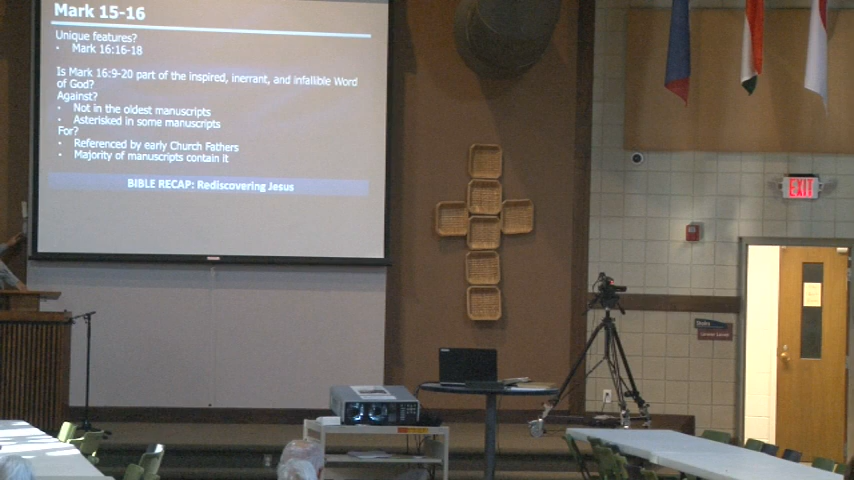 Mark 15-16
Unique features?
• Mark 16:16-18
Is Mark 16:9-20 part of the inspired, inerrant, and infallible Word
of God?
Against?
• Not in the oldest manuscripts
• Asterisked in some manuscripts
For?
• Referenced by early Church Fathers
• Majority of manuscripts contain it
BIBLE RECAP: Rediscovering Jesus
EXIT